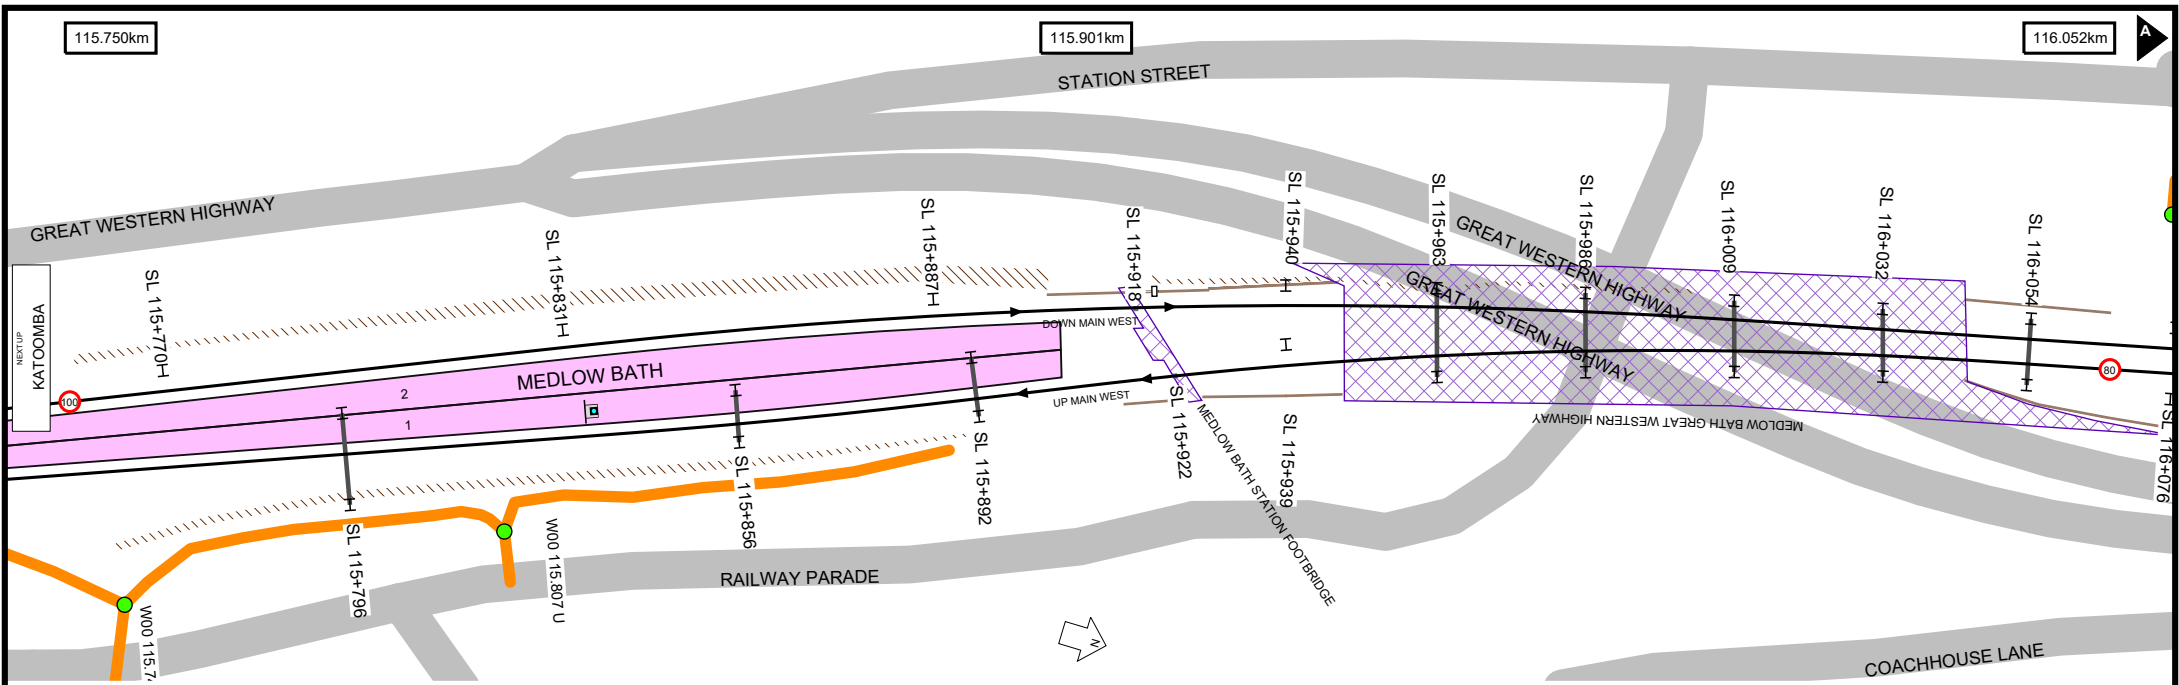 115.750km
115.901km
116.052km
A
STATION STREET
GREAT WESTERN HIGHWAY
NEXT UP
KATOOMBA
SL 115+770H
SL 115+831H
SL 115+887H
SL 115+918
SL 115+940
SL 115+963
SL 115+986
SL 116+009
SL 116+032
SL 116+054
GREAT WESTERN HIGHWAY
GREAT WESTERN HIGHWAY
DOWN MAIN WEST
MEDLOW BATH
2
1
100
80
UP MAIN WEST
MEDLOW BATH GREAT WESTERN HIGHWAY
SL 115+796
SL 115+856
SL 115+892
SL 115+922
SL 115+939
SL 116+076
MEDLOW BATH STATION FOOTBRIDGE
W00 115.807 U
W00 115.7
RAILWAY PARADE
N
COACHHOUSE LANE